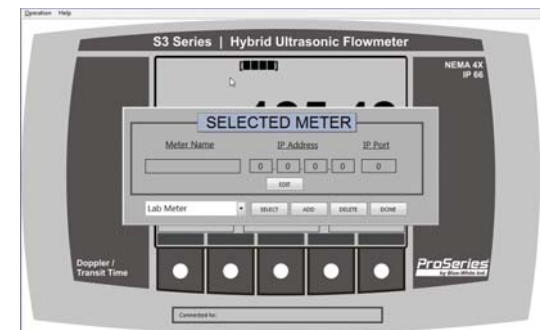 Operation Help
S3 Series | Hybrid Ultrasonic Flowmeter
NEMA 4X
IP 66
SELECTED METER
Meter Name IP Address IP Port
0 . 0 . 0 . 0 0
EDIT
Lab Meter SELECT ADD DELETE DONE
Doppler /
Transit Time
ProSeries
by Blue-White Ind.
Connected to: